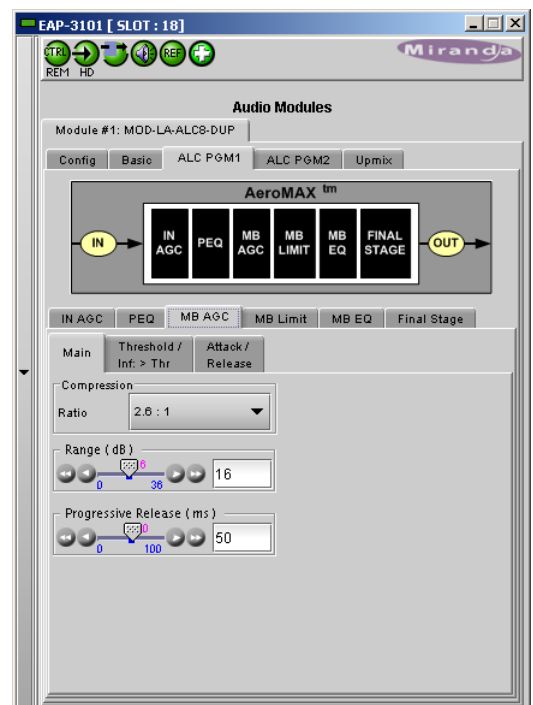 EAP-3101 [ SLOT : 18]
CTRL REF
REM HD
Miranda
Audio Modules
Module #1: MOD-LA-ALC8-DUP
Config Basic ALC PGM1 ALC PGM2 Upmix
AeroMAX tm
IN
IN AGC
PEQ
MB AGC
MB LIMIT
MB EQ
FINAL STAGE
OUT
IN AGC PEQ MB AGC MB Limit MB EQ Final Stage
Main
Threshold / Inf: > Thr
Attack / Release
Compression
Ratio 2.6 : 1
Range ( dB )
6
0 36
16
Progressive Release ( ms )
0
0 100
50